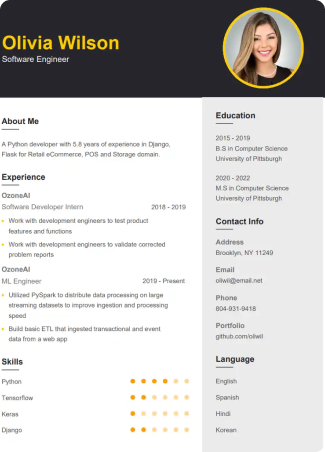 Olivia Wilson
Software Engineer
About Me
A Python developer with 5.8 years of experience in Django,
Flask for Retail eCommerce, POS and Storage domain.
Experience
OzoneAI
Software Developer Intern 2018 - 2019
Work with development engineers to test product
features and functions
Work with development engineers to validate corrected
problem reports
OzoneAI
ML Engineer 2019 - Present
Utilized PySpark to distribute data processing on large
streaming datasets to improve ingestion and processing
speed
Build basic ETL that ingested transactional and event
data from a web app
Skills
Python
Tensorflow
Keras
Django
Education
2015 - 2019
B.S in Computer Science
University of Pittsburgh
2020 - 2022
M.S in Computer Science
University of Pittsburgh
Contact Info
Address
Brooklyn, NY 11249
Email
oliwil@email.net
Phone
804-931-9418
Portfolio
github.com/oliwil
Language
English
Spanish
Hindi
Korean